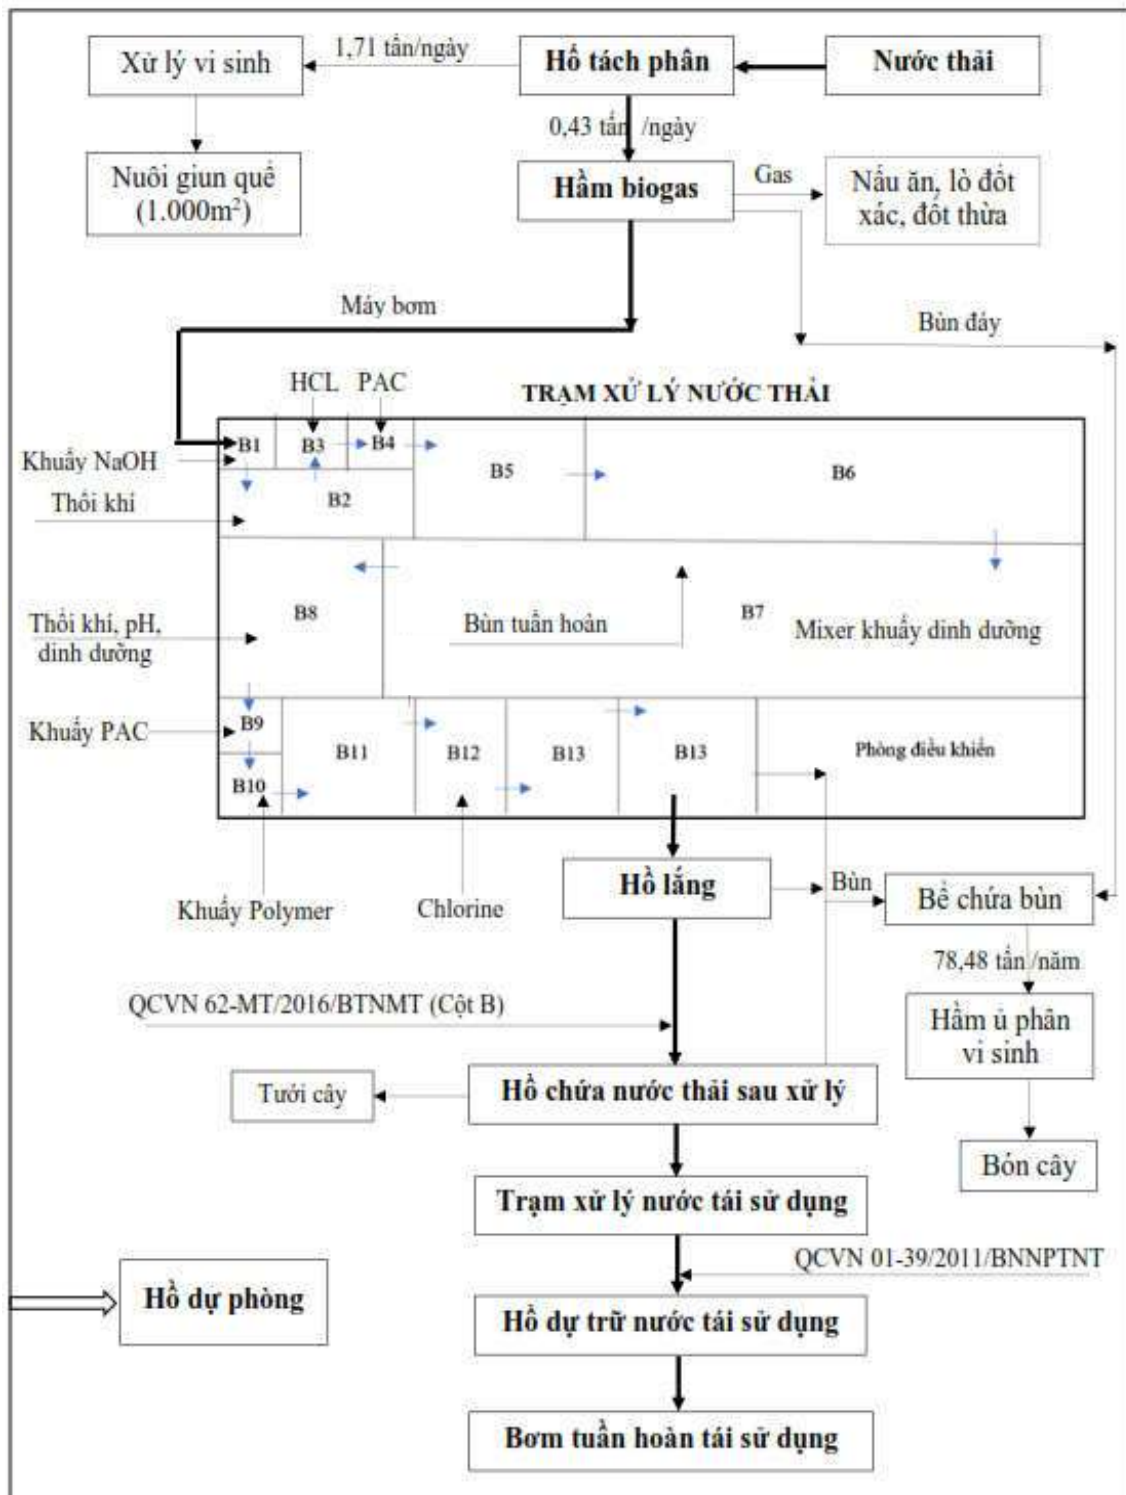 Xử lý vi sinh
1,71 tấn/ngày
Hố tách phân
Nước thải
0,43 tấn /ngày
Nuôi giun quế
(1.000m²)
Hầm biogas
Gas
Nấu ăn, lò đốt
xác, đốt thừa
Máy bơm
Bùn đáy
HCL
PAC
TRẠM XỬ LÝ NƯỚC THẢI
B1
B3
B4
Khuấy NaOH
B5
B6
Thổi khí
B2
Thổi khí, pH,
dinh dưỡng
B8
Bùn tuần hoàn
B7
Mixer khuấy dinh dưỡng
Khuấy PAC
B9
B10
B11
B12
B13
B13
Phòng điều khiển
Khuấy Polymer
Chlorine
Hồ lắng
Bùn
Bể chứa bùn
78,48 tấn /năm
QCVN 62-MT/2016/BTNMT (Cột B)
Hầm ủ phân
vi sinh
Tưới cây
Hồ chứa nước thải sau xử lý
Bón cây
Trạm xử lý nước tái sử dụng
QCVN 01-39/2011/BNNPTNT
Hồ dự phòng
Hồ dự trữ nước tái sử dụng
Bơm tuần hoàn tái sử dụng